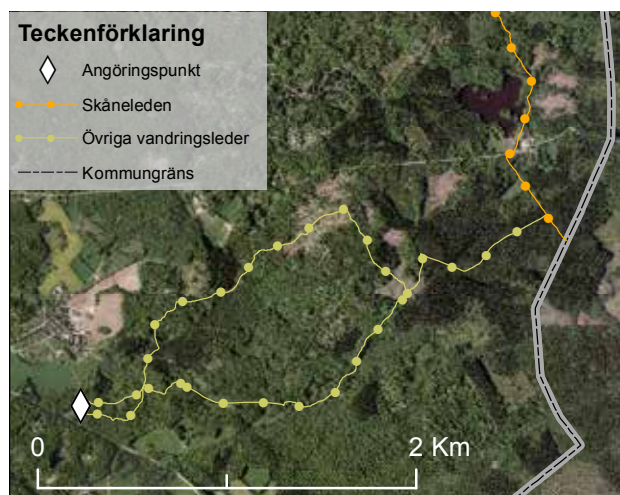 Teckenförklaring
Angöringspunkt
Skåneleden
Övriga vandringsleder
Kommungräns
0
2 Km